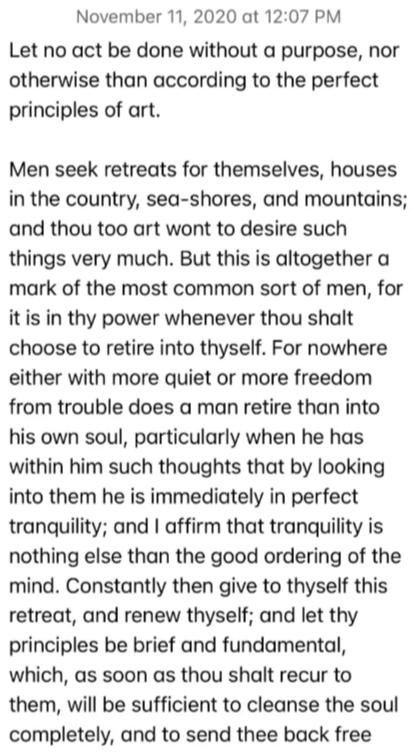 November 11, 2020 at 12:07 PM
Let no act be done without a purpose, nor
otherwise than according to the perfect
principles of art.
Men seek retreats for themselves, houses
in the country, sea-shores, and mountains;
and thou too art wont to desire such
things very much. But this is altogether a
mark of the most common sort of men, for
it is in thy power whenever thou shalt
choose to retire into thyself. For nowhere
either with more quiet or more freedom
from trouble does a man retire than into
his own soul, particularly when he has
within him such thoughts that by looking
into them he is immediately in perfect
tranquility; and I affirm that tranquility is
nothing else than the good ordering of the
mind. Constantly then give to thyself this
retreat, and renew thyself; and let thy
principles be brief and fundamental,
which, as soon as thou shalt recur to
them, will be sufficient to cleanse the soul
completely, and to send thee back free